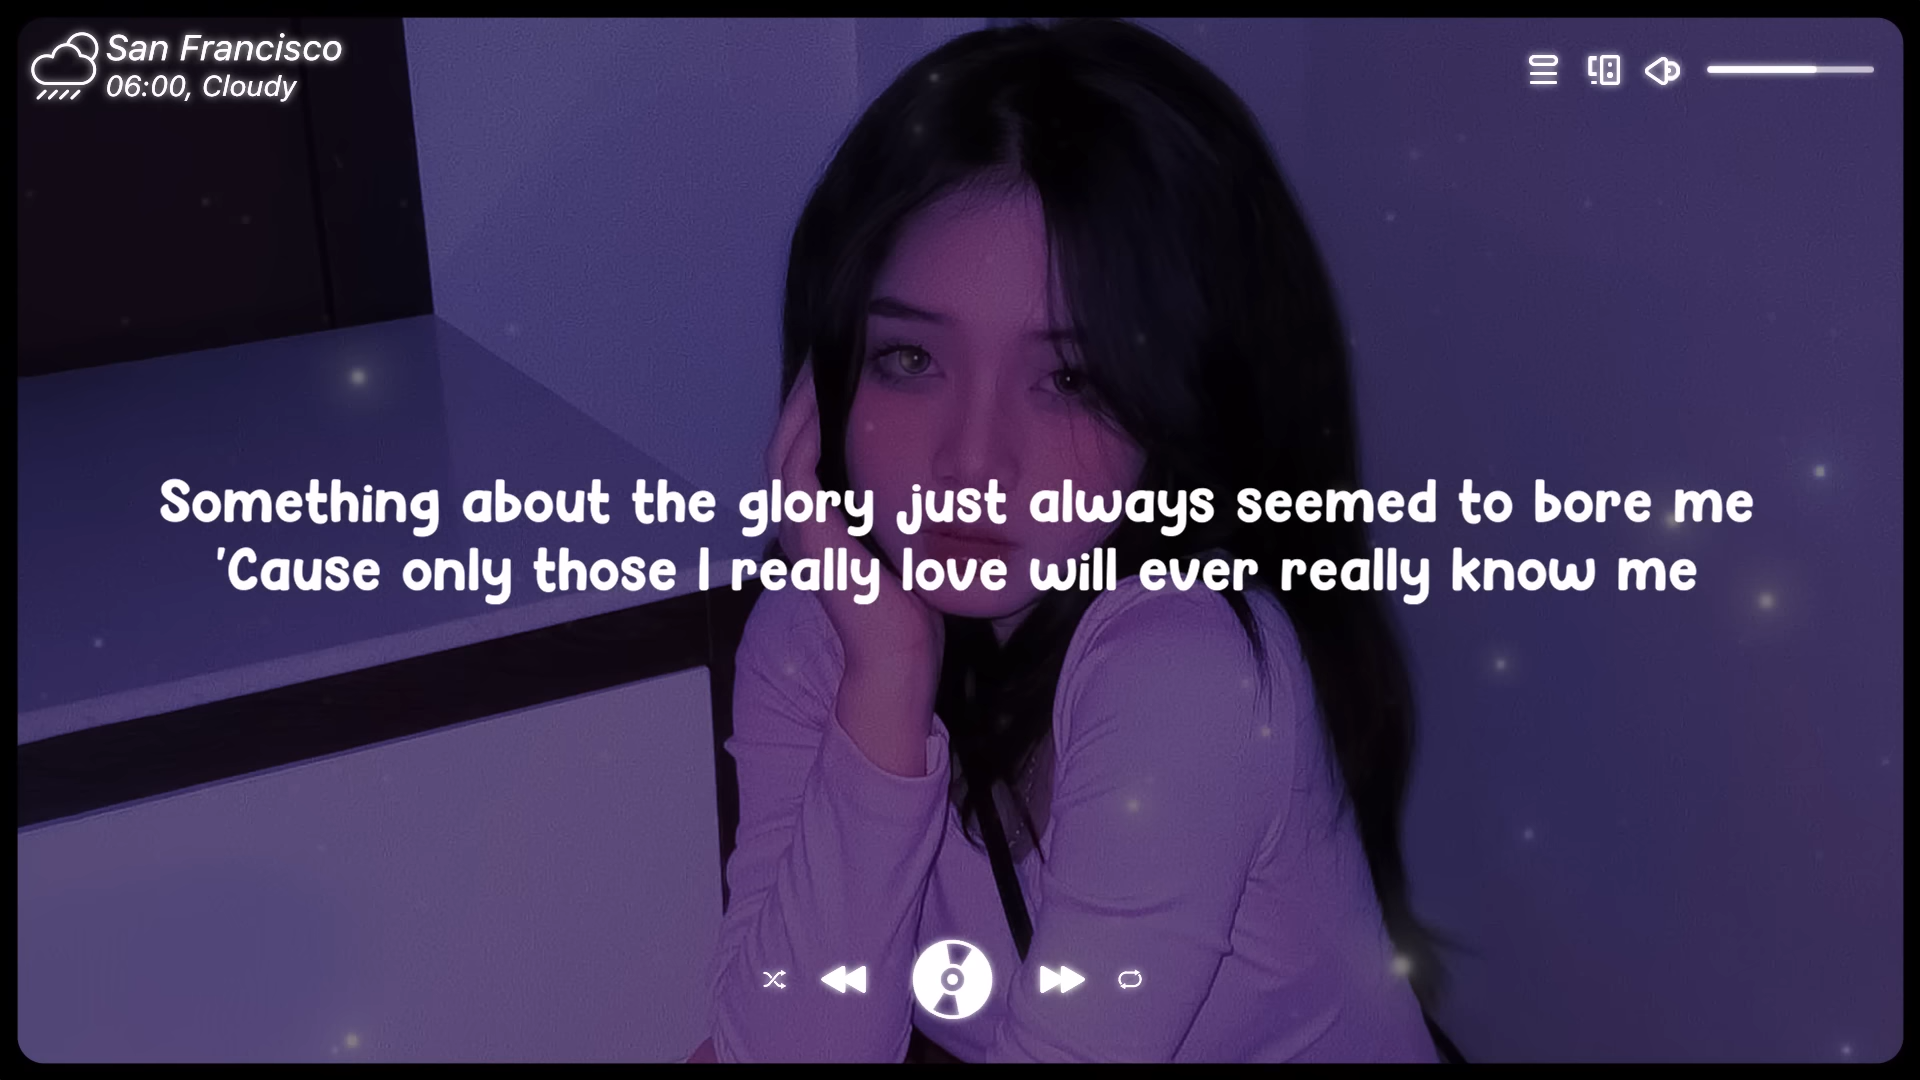 San Francisco
06:00, Cloudy
Something about the glory just always seemed to bore me
'Cause only those I really love will ever really know me